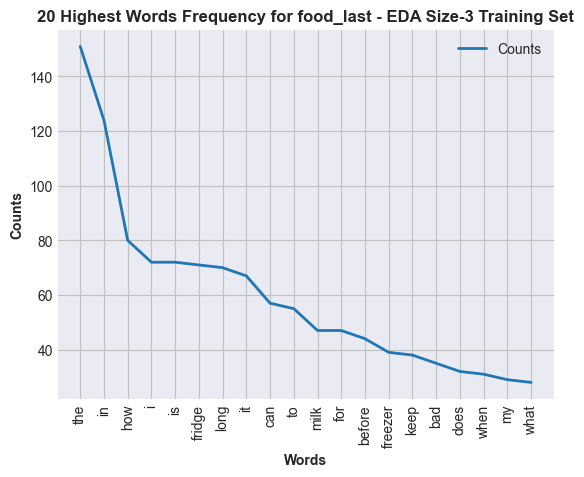 20 Highest Words Frequency for food_last - EDA Size-3 Training Set
Counts
140
120
100
80
60
40
Counts
the
in
how
i
is
fridge
long
it
can
to
milk
for
before
freezer
keep
bad
does
when
my
what
Words